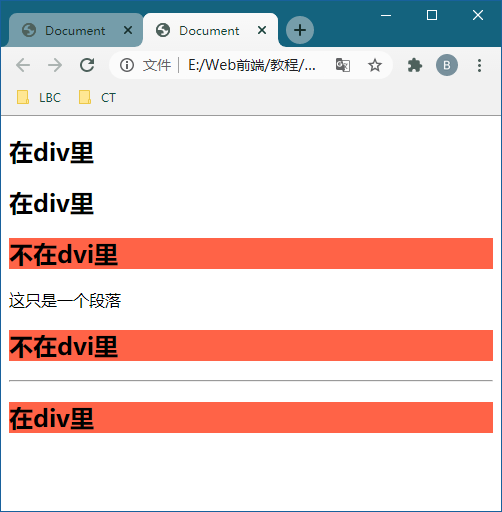 Document
Document
文件 E:/Web前端/教程/...
B
LBC
CT
在div里
在div里
不在dvi里
这只是一个段落
不在dvi里
在div里